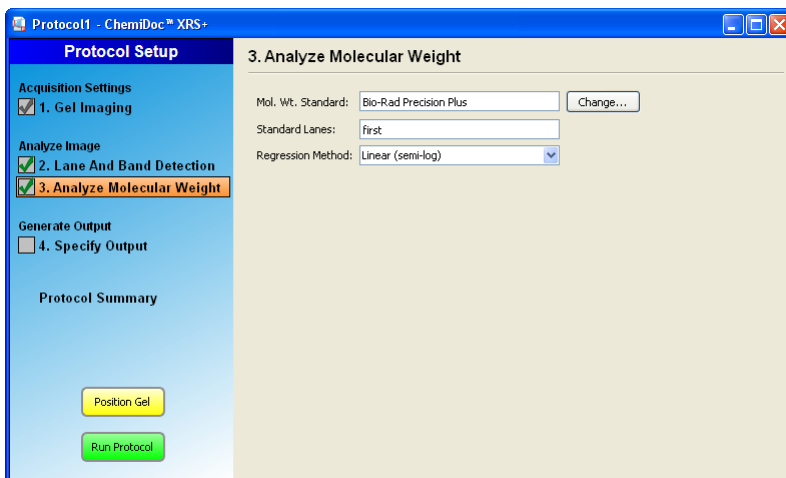 Protocol1 - ChemiDoc™ XRS+
Protocol Setup
Acquisition Settings
1. Gel Imaging
Analyze Image
2. Lane And Band Detection
3. Analyze Molecular Weight
Generate Output
4. Specify Output
Protocol Summary
Position Gel
Run Protocol
3. Analyze Molecular Weight
Mol. Wt. Standard: Bio-Rad Precision Plus Change...
Standard Lanes: first
Regression Method: Linear (semi-log)